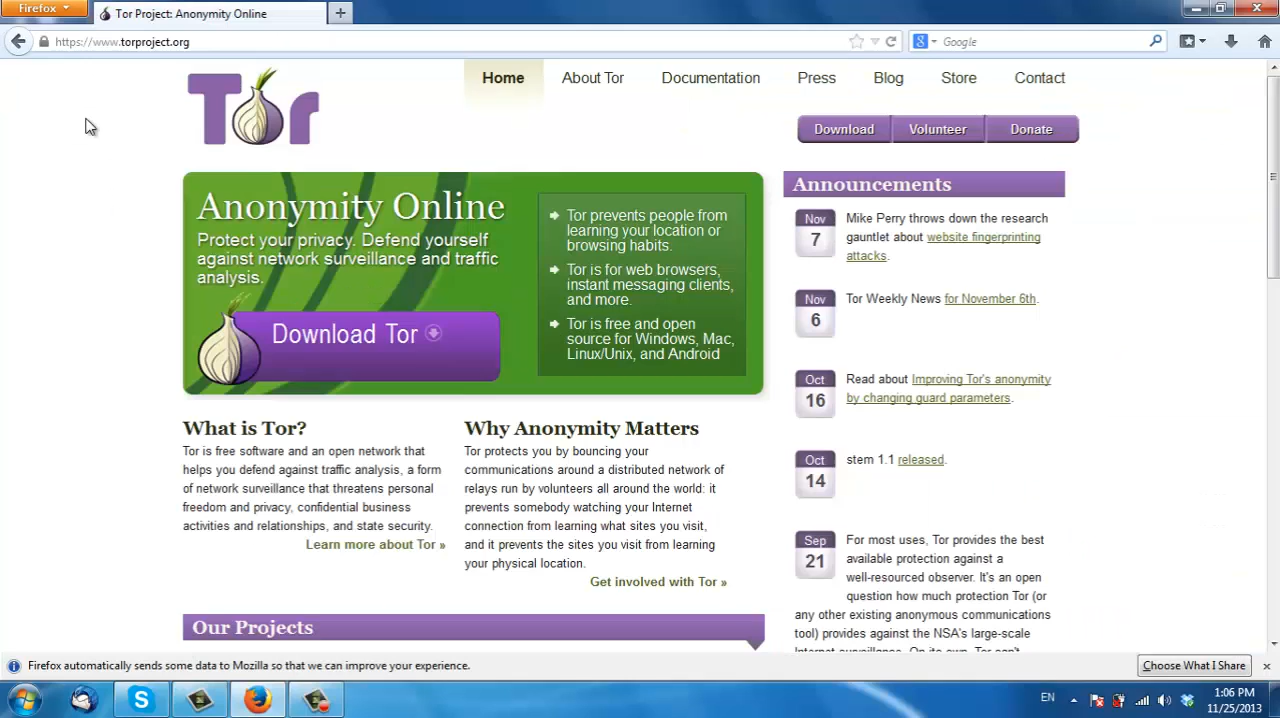 Firefox
Tor Project: Anonymity Online
https://www.torproject.org
Google
Tor
Home
About Tor
Documentation
Press
Blog
Store
Contact
Download
Volunteer
Donate
Anonymity Online
Protect your privacy. Defend yourself
against network surveillance and traffic
analysis.
Download Tor
Tor prevents people from
learning your location or
browsing habits.
Tor is for web browsers,
instant messaging clients,
and more.
Tor is free and open
source for Windows, Mac,
Linux/Unix, and Android
What is Tor?
Tor is free software and an open network that
helps you defend against traffic analysis, a form
of network surveillance that threatens personal
freedom and privacy, confidential business
activities and relationships, and state security.
Learn more about Tor »
Why Anonymity Matters
Tor protects you by bouncing your
communications around a distributed network of
relays run by volunteers all around the world: it
prevents somebody watching your Internet
connection from learning what sites you visit,
and it prevents the sites you visit from learning
your physical location.
Get involved with Tor »
Our Projects
Announcements
Nov
7
Mike Perry throws down the research
gauntlet about website fingerprinting
attacks.
Nov
6
Tor Weekly News for November 6th.
Oct
16
Read about Improving Tor's anonymity
by changing guard parameters.
Oct
14
stem 1.1 released.
Sep
21
For most uses, Tor provides the best
available protection against a
well-resourced observer. It's an open
question how much protection Tor (or
any other existing anonymous communications
tool) provides against the NSA's large-scale
Internet surveillance. On its own, Tor can't
Firefox automatically sends some data to Mozilla so that we can improve your experience.
Choose What I Share
EN
1:06 PM
11/25/2013